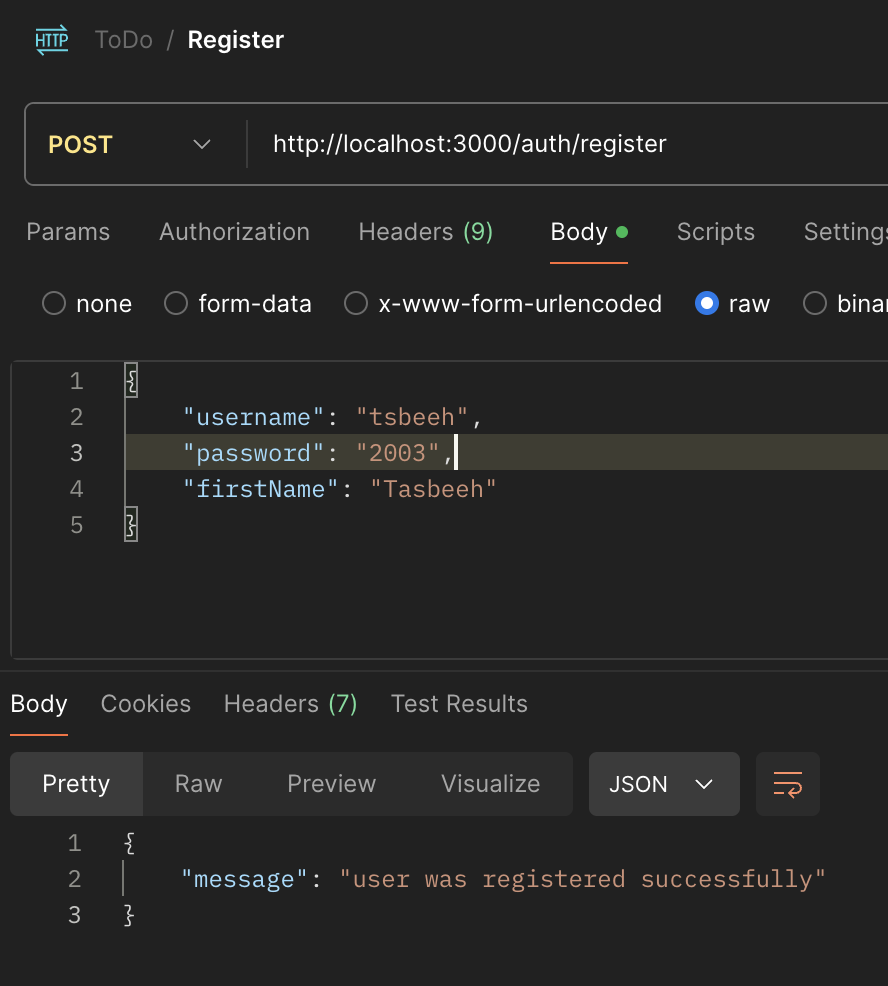 HTTP ToDo / Register
POST http://localhost:3000/auth/register
Params Authorization Headers (9) Body Scripts Settings
none form-data x-www-form-urlencoded raw binar
1 {
2 "username": "tsbeeh",
3 "password": "2003",
4 "firstName": "Tasbeeh"
5 }
Body Cookies Headers (7) Test Results
Pretty Raw Preview Visualize JSON
1 {
2 "message": "user was registered successfully"
3 }